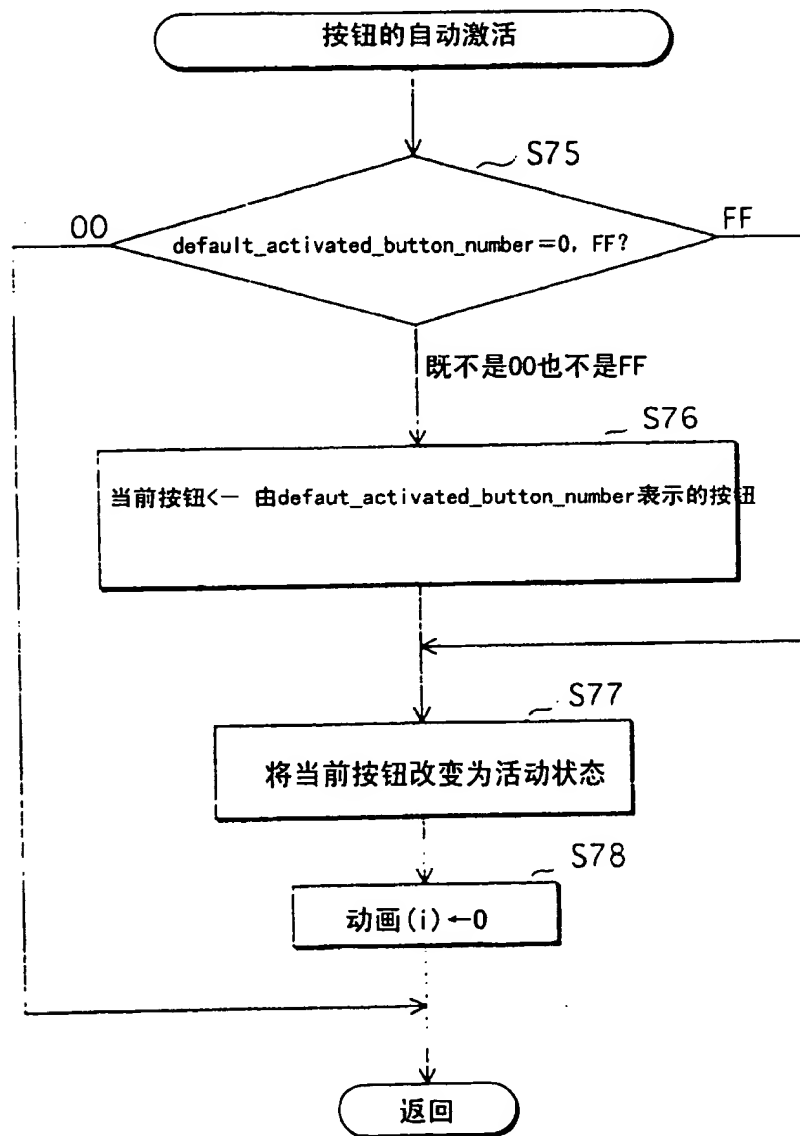 按钮的自动激活
S75
00
FF
default_activated_button_number=0, FF?
既不是00也不是FF
S76
当前按钮<— 由defaut_activated_button_number表示的按钮
S77
将当前按钮改变为活动状态
S78
动画(i)←0
返回